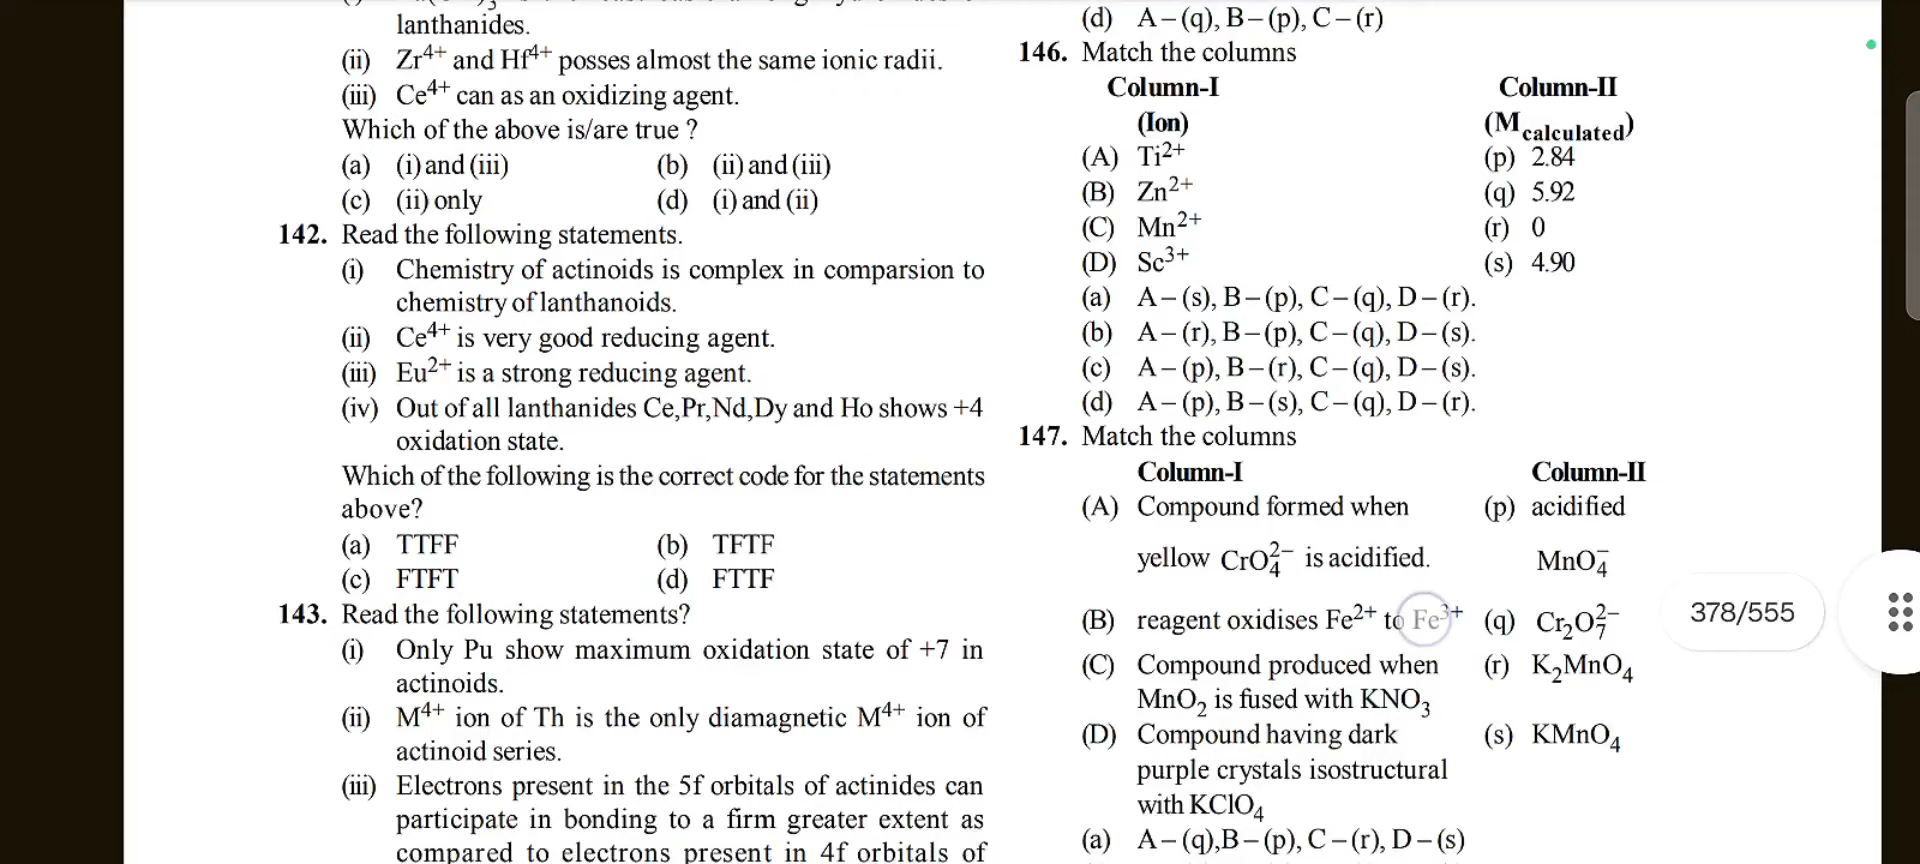 lanthanides.
(ii) Zr4+ and Hf4+ posses almost the same ionic radii.
(iii) Ce4+ can as an oxidizing agent.
Which of the above is/are true ?
(a) (i) and (iii) (b) (ii) and (iii)
(c) (ii) only (d) (i) and (ii)
142. Read the following statements.
(i) Chemistry of actinoids is complex in comparsion to
chemistry of lanthanoids.
(ii) Ce4+ is very good reducing agent.
(iii) Eu2+ is a strong reducing agent.
(iv) Out of all lanthanides Ce,Pr,Nd,Dy and Ho shows +4
oxidation state.
Which of the following is the correct code for the statements
above?
(a) TTFF (b) TFTF
(c) FTFT (d) FTTF
143. Read the following statements?
(i) Only Pu show maximum oxidation state of +7 in
actinoids.
(ii) M4+ ion of Th is the only diamagnetic M4+ ion of
actinoid series.
(iii) Electrons present in the 5f orbitals of actinides can
participate in bonding to a firm greater extent as
compared to electrons present in 4f orbitals of
(d) A – (q), B – (p), C – (r)
146. Match the columns
Column-I Column-II
(Ion) (Mcalculated)
(A) Ti2+ (p) 2.84
(B) Zn2+ (q) 5.92
(C) Mn2+ (r) 0
(D) Sc3+ (s) 4.90
(a) A – (s), B – (p), C – (q), D – (r).
(b) A – (r), B – (p), C – (q), D – (s).
(c) A – (p), B – (r), C – (q), D – (s).
(d) A – (p), B – (s), C – (q), D – (r).
147. Match the columns
Column-I Column-II
(A) Compound formed when (p) acidified
yellow CrO4 2– is acidified. MnO4 –
(B) reagent oxidises Fe2+ to Fe3+ (q) Cr2O7 2–
(C) Compound produced when (r) K2MnO4
MnO2 is fused with KNO3
(D) Compound having dark (s) KMnO4
purple crystals isostructural
with KClO4
(a) A – (q),B – (p), C – (r), D – (s)
378/555